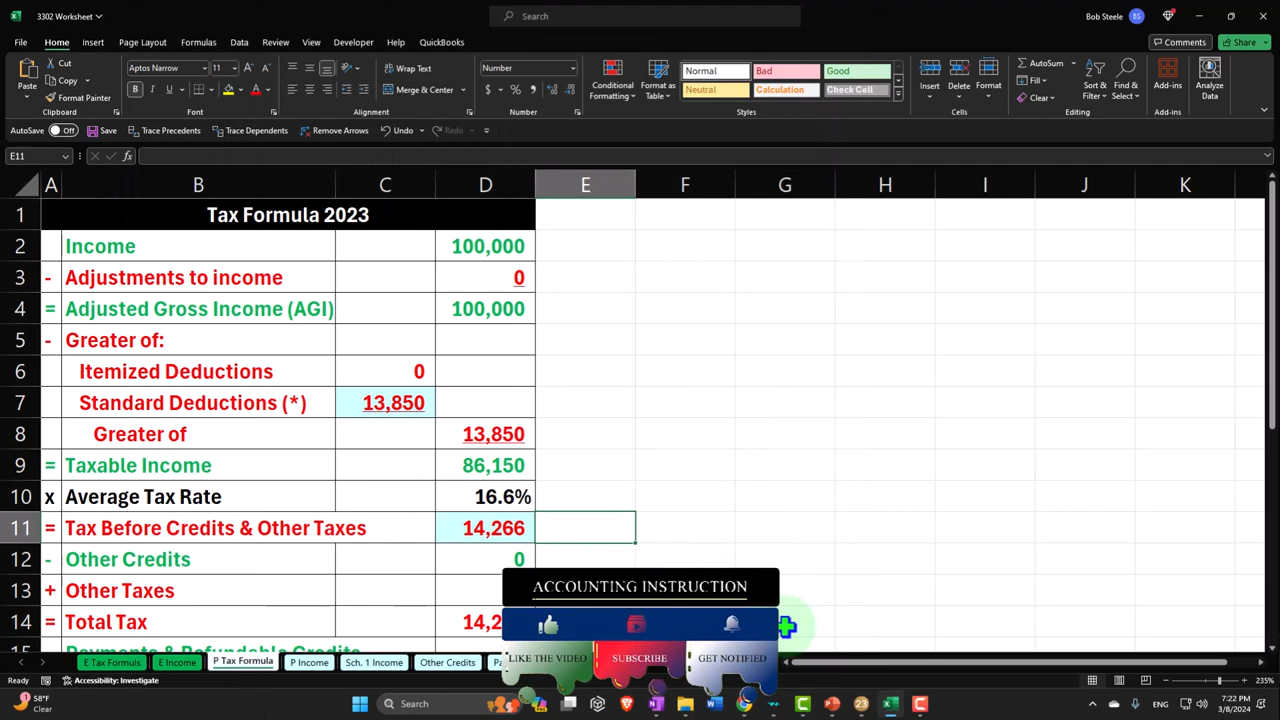 3302 Worksheet
Search
Bob Steele BS
File Home Insert Page Layout Formulas Data Review View Developer Help QuickBooks Comments Share
Paste Cut Copy Format Painter Clipboard
Aptos Narrow 11 B I U Font
Wrap Text Merge & Center Alignment
Number $ % Number
Conditional Formatting Format as Table Normal Bad Good Neutral Calculation Check Cell Styles
Insert Delete Format Cells
AutoSum Fill Clear Sort & Filter Find & Select Editing
Add-ins Add-ins
Analyze Data
AutoSave Off Save Trace Precedents Trace Dependents Remove Arrows Undo Redo
E11 fx
A B C D E F G H I J K
1 Tax Formula 2023
2 Income 100,000
3 - Adjustments to income 0
4 = Adjusted Gross Income (AGI) 100,000
5 - Greater of:
6 Itemized Deductions 0
7 Standard Deductions (*) 13,850
8 Greater of 13,850
9 = Taxable Income 86,150
10 x Average Tax Rate 16.6%
11 = Tax Before Credits & Other Taxes 14,266
12 - Other Credits 0
13 + Other Taxes
14 = Total Tax 14,2
ACCOUNTING INSTRUCTION
LIKE THE VIDEO SUBSCRIBE GET NOTIFIED
E Tax Formuls E Income P Tax Formula P Income Sch. 1 Income Other Credits
Ready Accessibility: Investigate 235%
58°F
Clear
Search
7:22 PM
3/8/2024